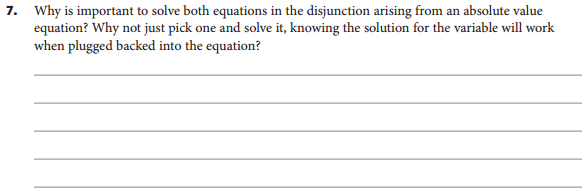 7. Why is important to solve both equations in the disjunction arising from an absolute value
equation? Why not just pick one and solve it, knowing the solution for the variable will work
when plugged backed into the equation?